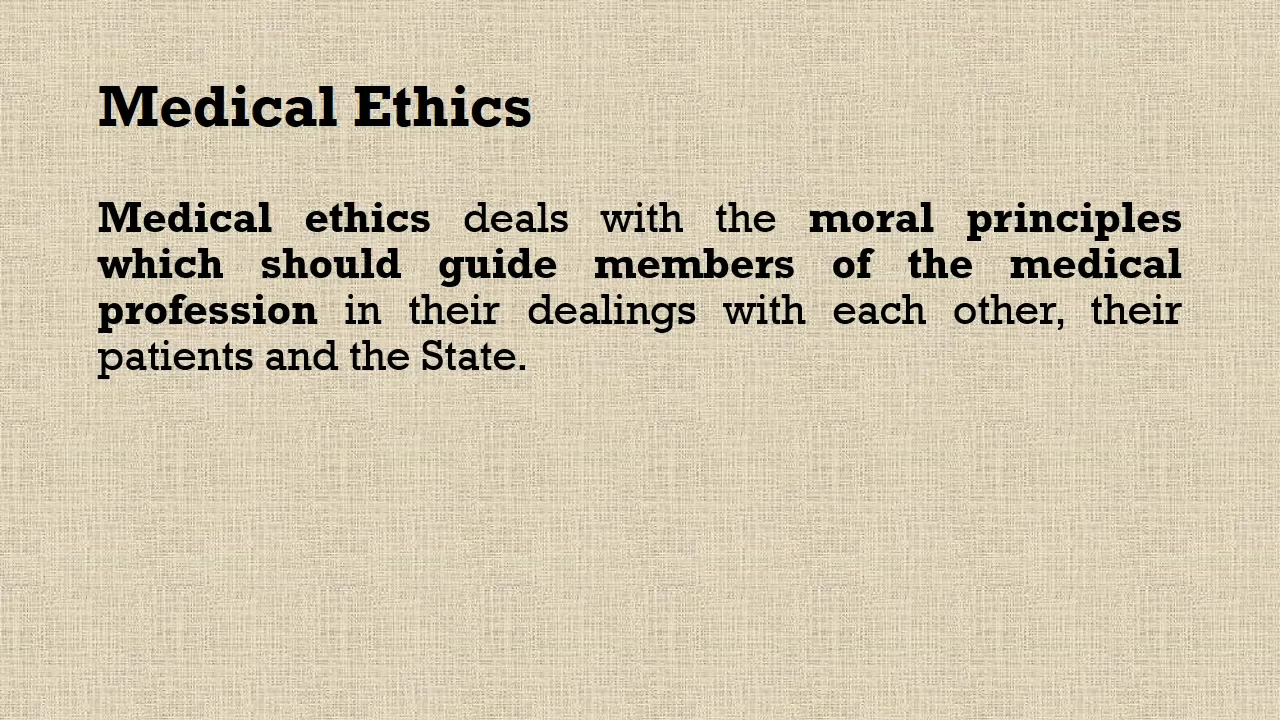 Medical Ethics
Medical ethics deals with the moral principles
which should guide members of the medical
profession in their dealings with each other, their
patients and the State.